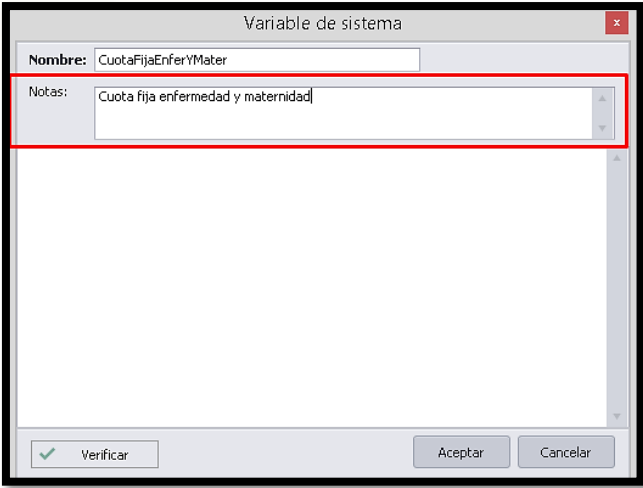 Variable de sistema
x
Nombre: CuotaFijaEnferYMater
Notas: Cuota fija enfermedad y maternidad
Verificar Aceptar Cancelar